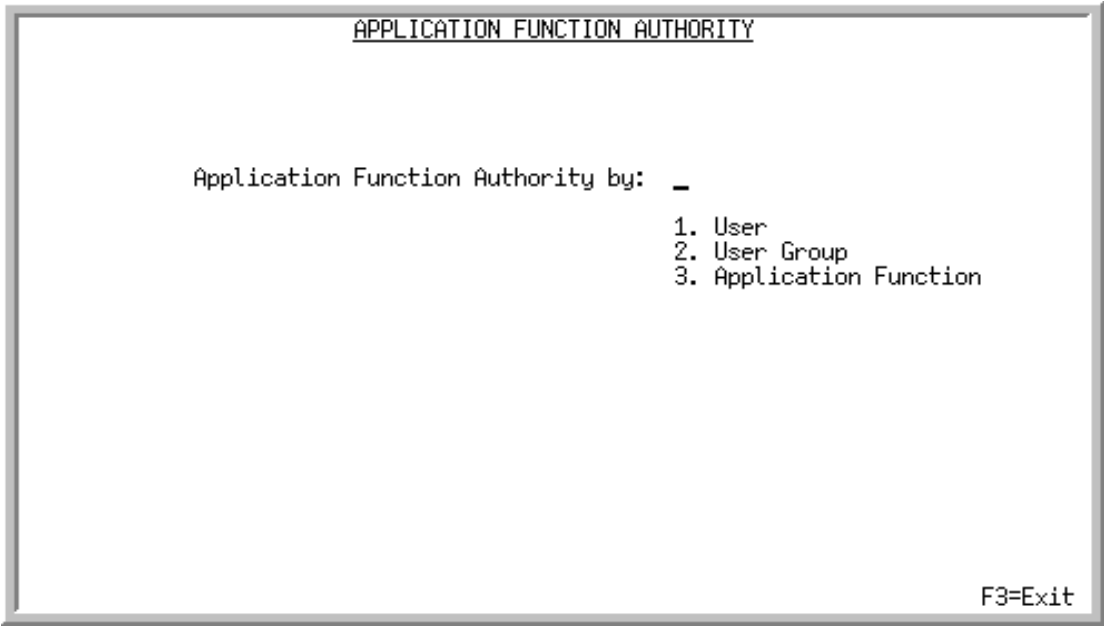 APPLICATION FUNCTION AUTHORITY
Application Function Authority by: _
1. User
2. User Group
3. Application Function
F3=Exit